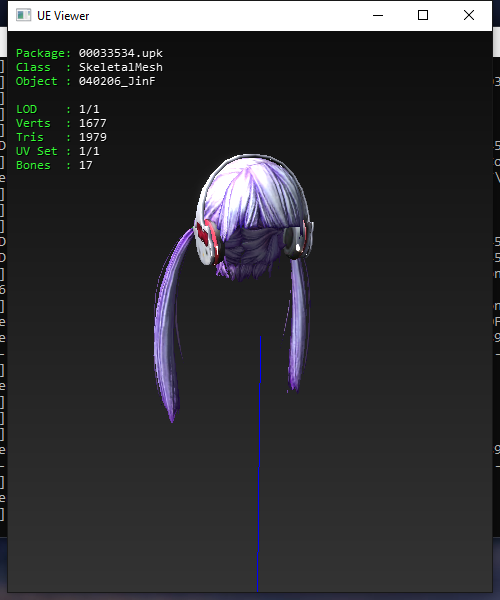 UE Viewer
Package: 00033534.upk
Class : SkeletalMesh
Object : 040206_JinF
LOD : 1/1
Verts : 1677
Tris : 1979
UV Set : 1/1
Bones : 17